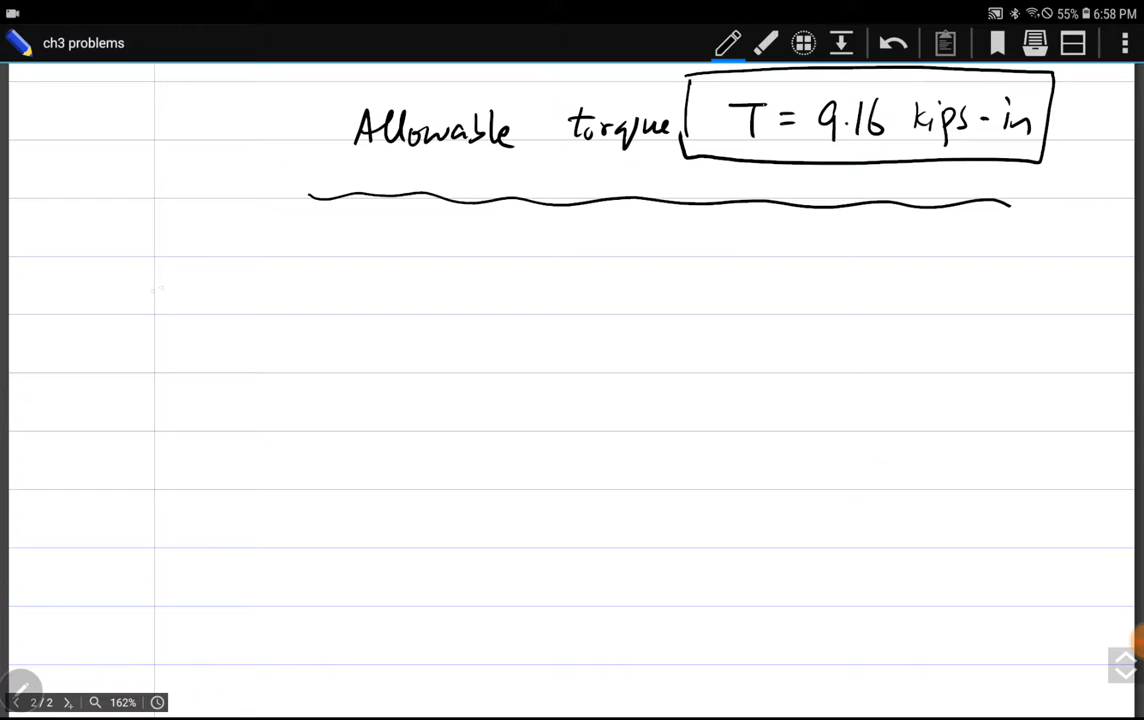 55% 6:58 PM
ch3 problems
Allowable torque T = 9.16 kips-in
2/2 162%